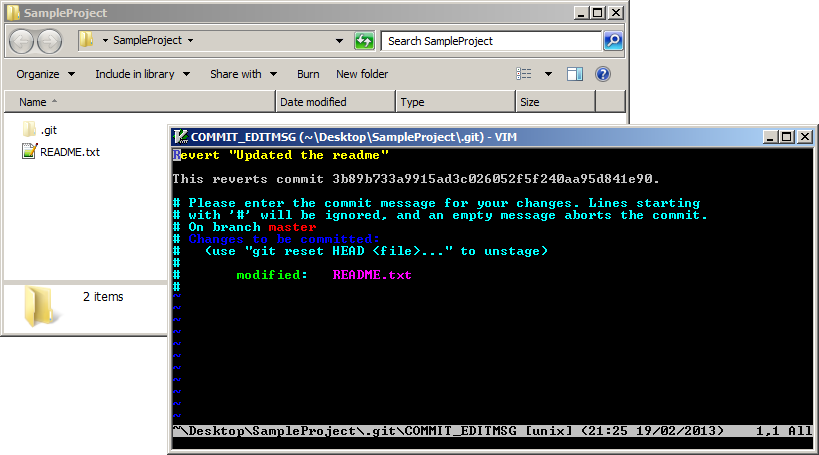 SampleProject
SampleProject
Search SampleProject
Organize Include in library Share with Burn New folder
Name Date modified Type Size
.git
README.txt
2 items
COMMIT_EDITMSG (~\Desktop\SampleProject\.git) - VIM
Revert "Updated the readme"
This reverts commit 3b89b733a9915ad3c026052f5f240aa95d841e90.
# Please enter the commit message for your changes. Lines starting
# with '#' will be ignored, and an empty message aborts the commit.
# On branch master
# Changes to be committed:
#   (use "git reset HEAD <file>..." to unstage)
#
#       modified:   README.txt
#
~
~
~
~
~
~
~
~
~
~
~
~\Desktop\SampleProject\.git\COMMIT_EDITMSG [unix] (21:25 19/02/2013) 1,1 All